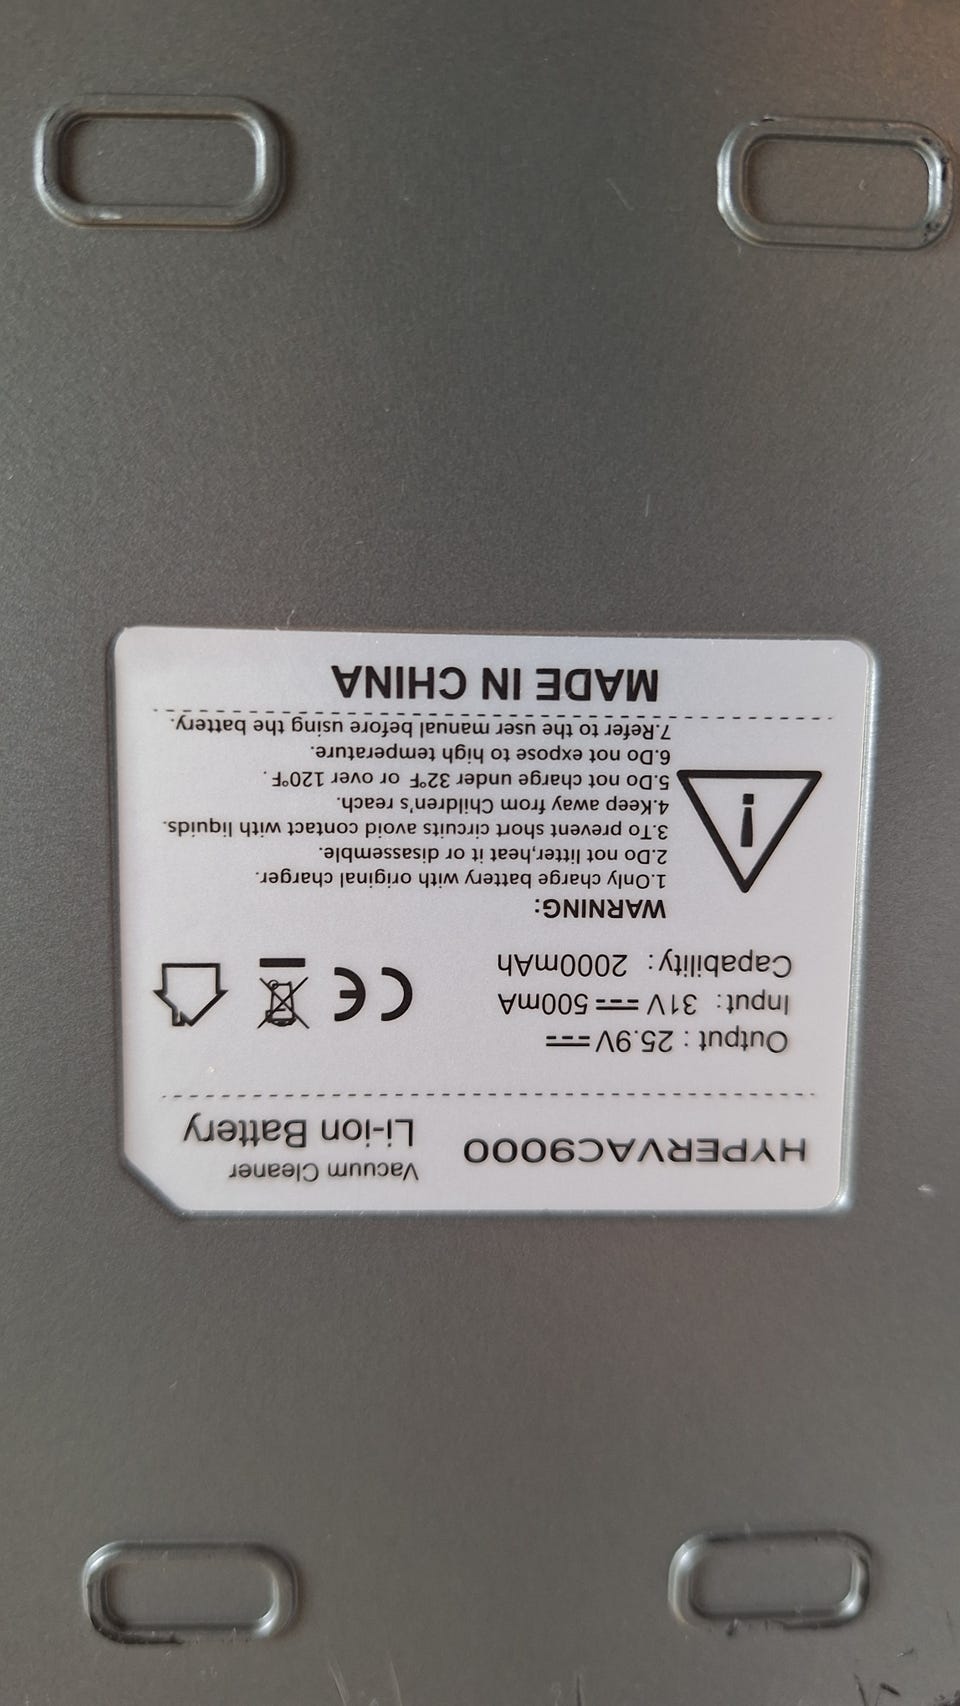 HYPERVAC9000
Vacuum Cleaner
Li-ion Battery
Output : 25.9V
Input : 31V 500mA
Capability : 2000mAh
CE
WARNING:
1.Only charge battery with original charger.
2.Do not litter,heat it or disassemble.
3.To prevent short circuits avoid contact with liquids.
4.Keep away from Children's reach.
5.Do not charge under 32℉ or over 120℉.
6.Do not expose to high temperature.
7.Refer to the user manual before using the battery.
MADE IN CHINA